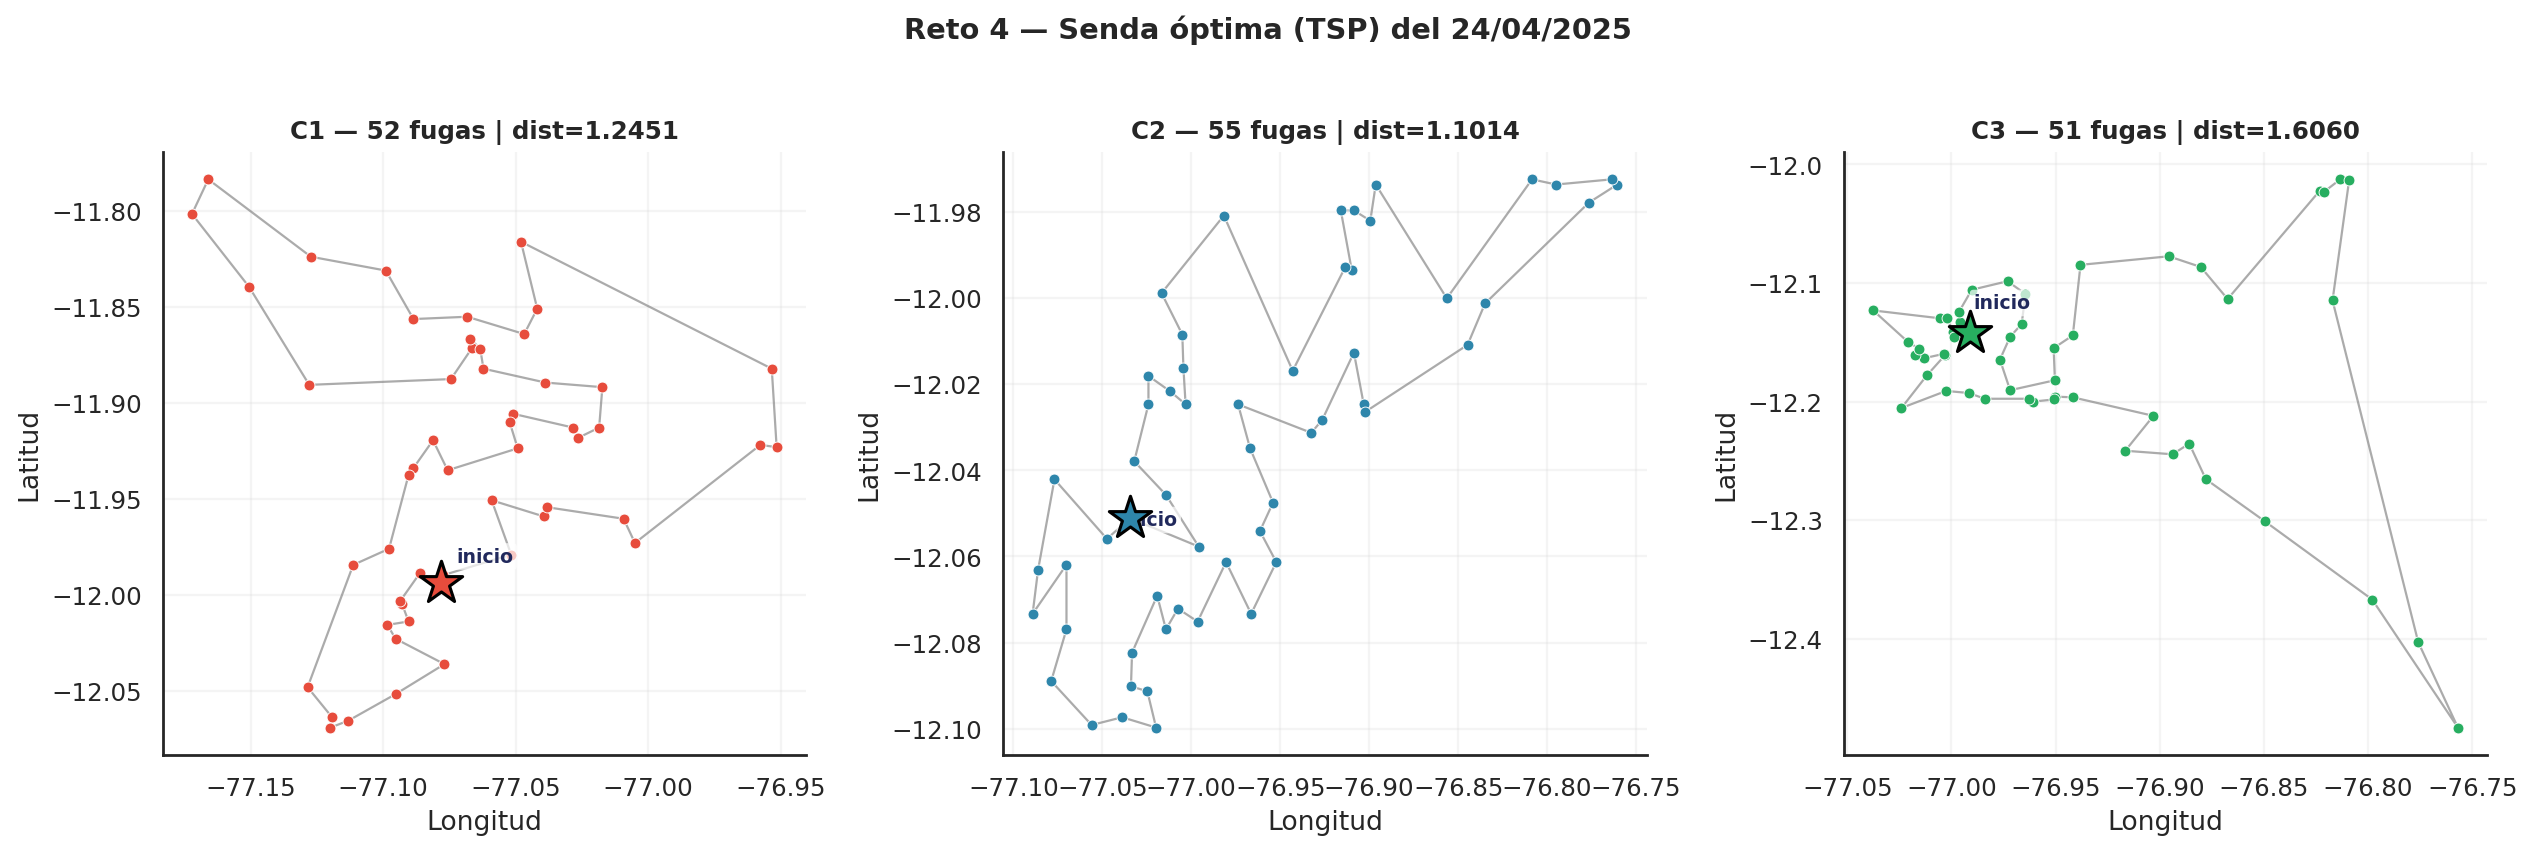 Reto 4 — Senda óptima (TSP) del 24/04/2025
C1 — 52 fugas | dist=1.2451
−11.80
−11.85
−11.90
−11.95
−12.00
−12.05
Latitud
inicio
−77.15
−77.10
−77.05
−77.00
−76.95
Longitud
C2 — 55 fugas | dist=1.1014
−11.98
−12.00
−12.02
−12.04
−12.06
−12.08
−12.10
Latitud
icio
−77.10
−77.05
−77.00
−76.95
−76.90
−76.85
−76.80
−76.75
Longitud
C3 — 51 fugas | dist=1.6060
−12.0
−12.1
−12.2
−12.3
−12.4
Latitud
inicio
−77.05
−77.00
−76.95
−76.90
−76.85
−76.80
−76.75
Longitud